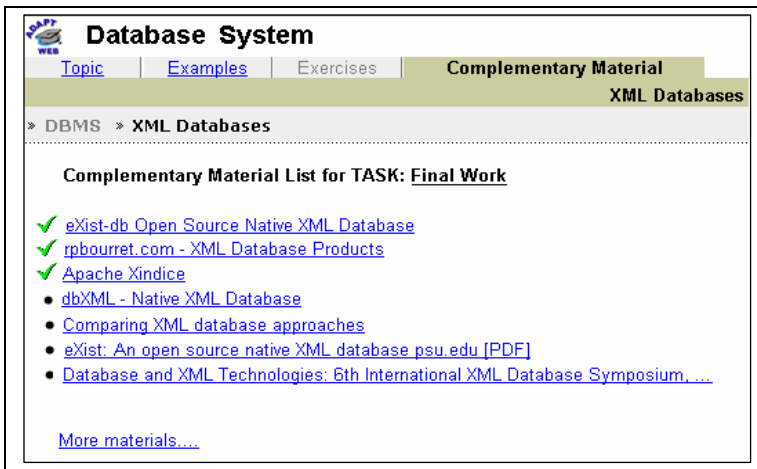 ADAPT
WEB
Database System
Topic Examples Exercises Complementary Material
XML Databases
» DBMS » XML Databases
Complementary Material List for TASK: Final Work
eXist-db Open Source Native XML Database
rpbourret.com - XML Database Products
Apache Xindice
• dbXML - Native XML Database
• Comparing XML database approaches
• eXist: An open source native XML database psu.edu [PDF]
• Database and XML Technologies: 6th International XML Database Symposium, ...
More materials....